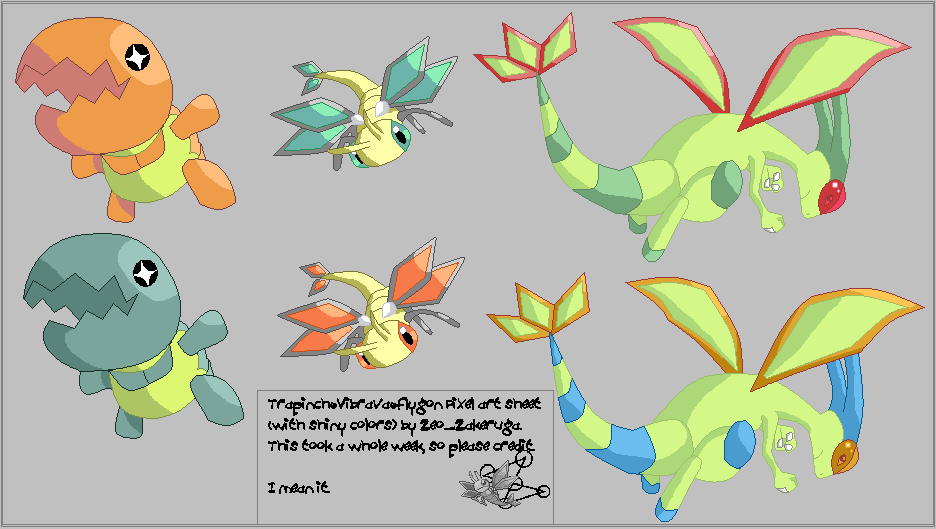 Trapinch&Vibrava&flygon Pixel art sheet
(with shiny colors) by Zeo_Zakeruga.
This took a whole week, so please credit
I mean it